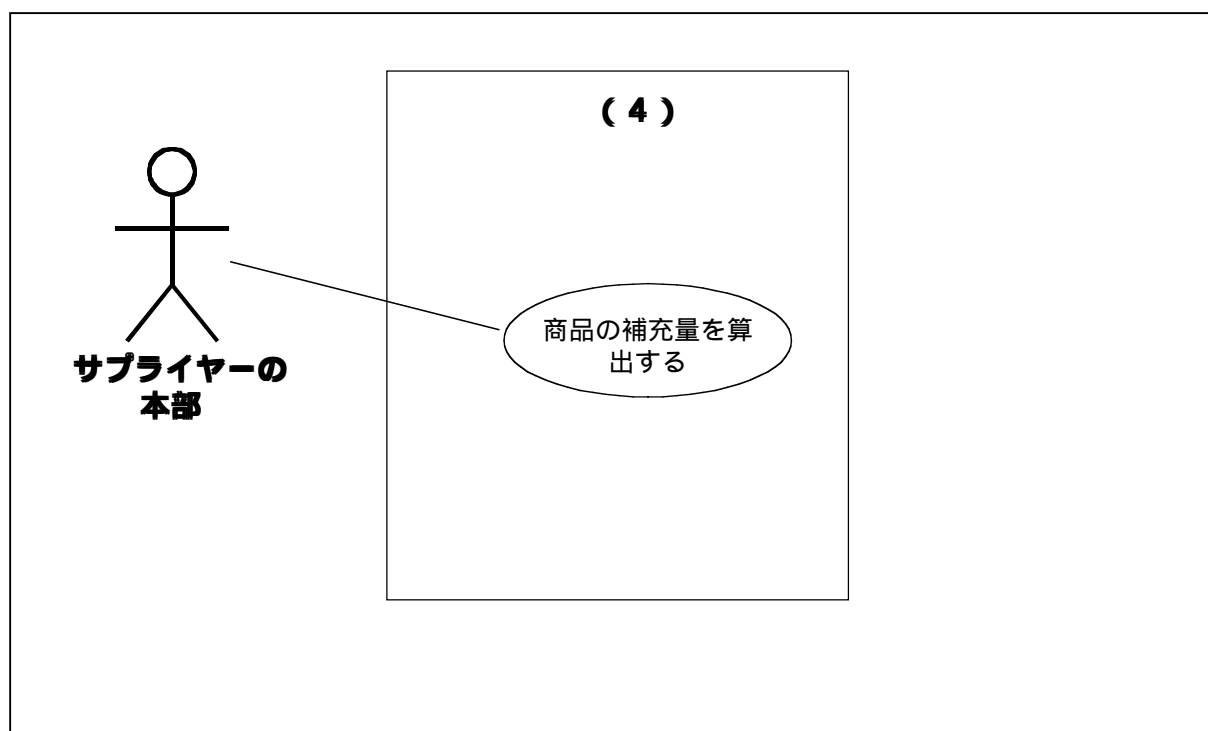 （４）
サプライヤーの
本部
商品の補充量を算
出する